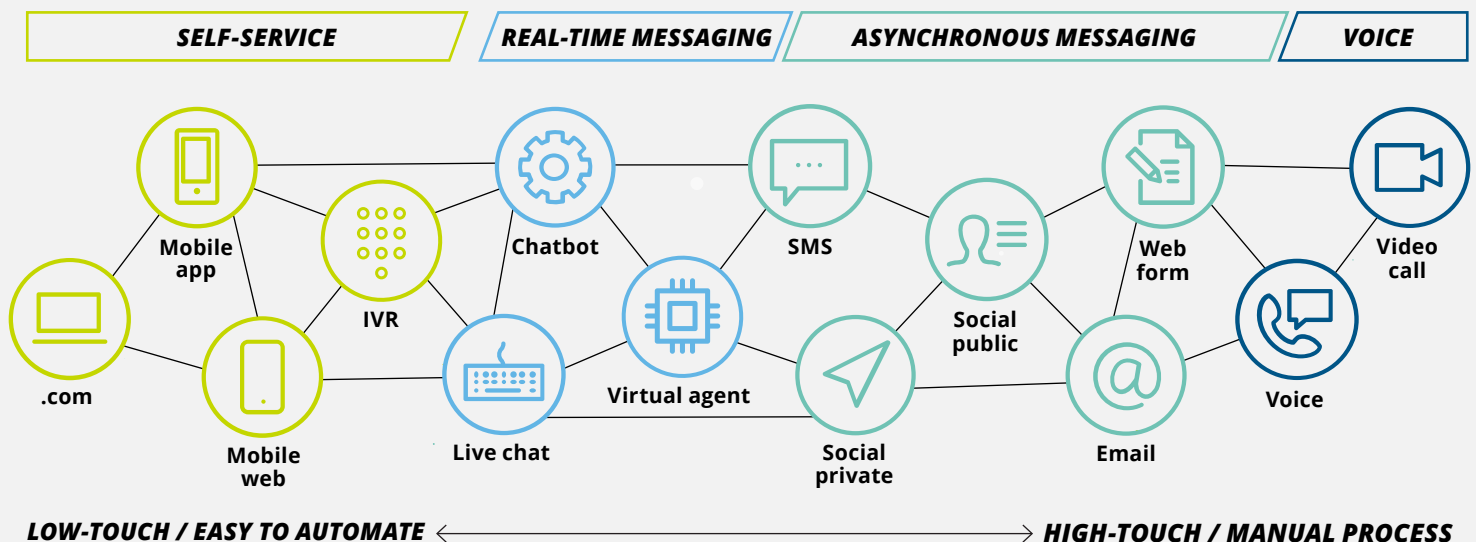 SELF-SERVICE
REAL-TIME MESSAGING
ASYNCHRONOUS MESSAGING
VOICE
Mobile
app
Chatbot
SMS
Web
form
Video
call
IVR
Social
public
.com
Virtual agent
Voice
Mobile
web
Live chat
Social
private
Email
LOW-TOUCH / EASY TO AUTOMATE
HIGH-TOUCH / MANUAL PROCESS